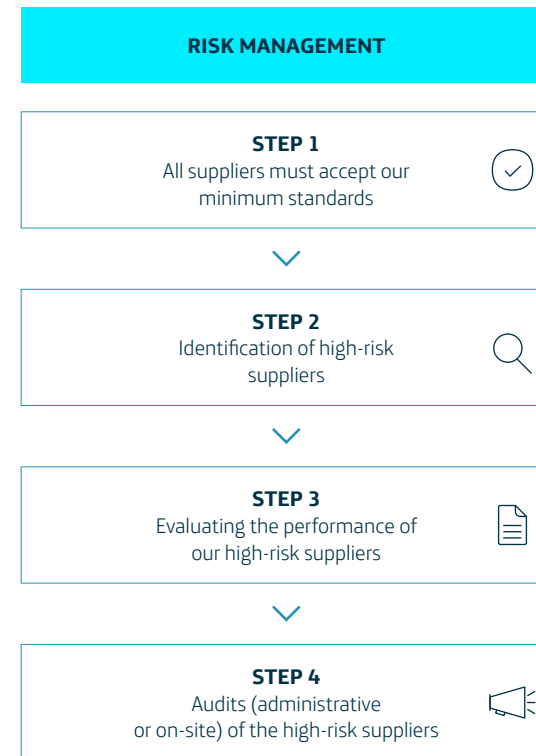 RISK MANAGEMENT
STEP 1
All suppliers must accept our
minimum standards
STEP 2
Identification of high-risk
suppliers
STEP 3
Evaluating the performance of
our high-risk suppliers
STEP 4
Audits (administrative
or on-site) of the high-risk suppliers